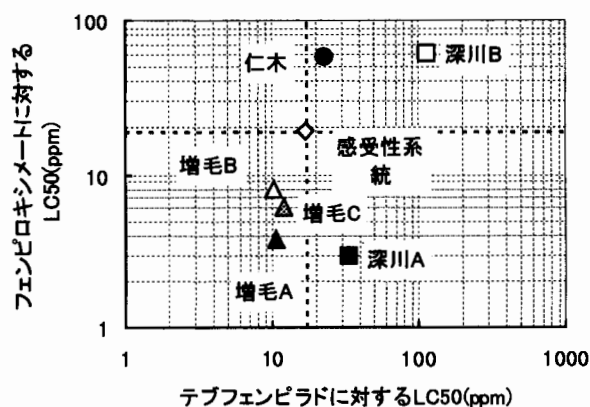 フェンピロキシメートに対する
LC50(ppm)
100
10
1
仁木
深川B
感受性系
統
増毛B
増毛C
増毛A
深川A
1
10
100
1000
テブフェンピラドに対するLC50(ppm)